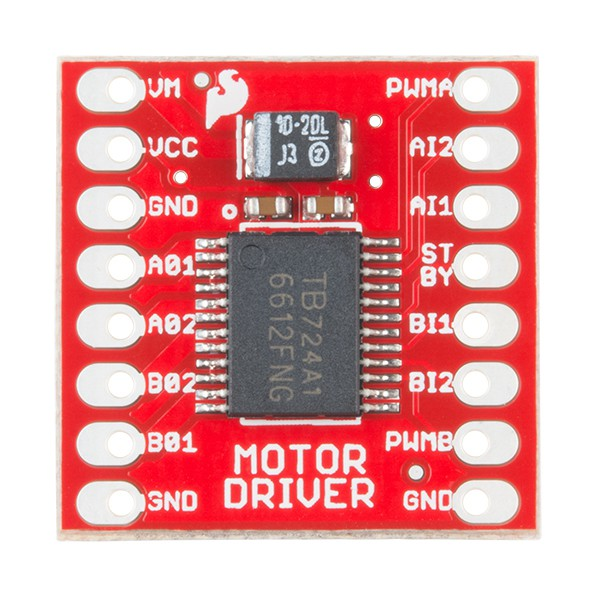 VM
VCC
GND
A01
A02
B02
B01
GND
10-20L
J3
TB724A1
6612FNG
MOTOR
DRIVER
PWMA
AI2
AI1
ST
BY
BI1
BI2
PWMB
GND